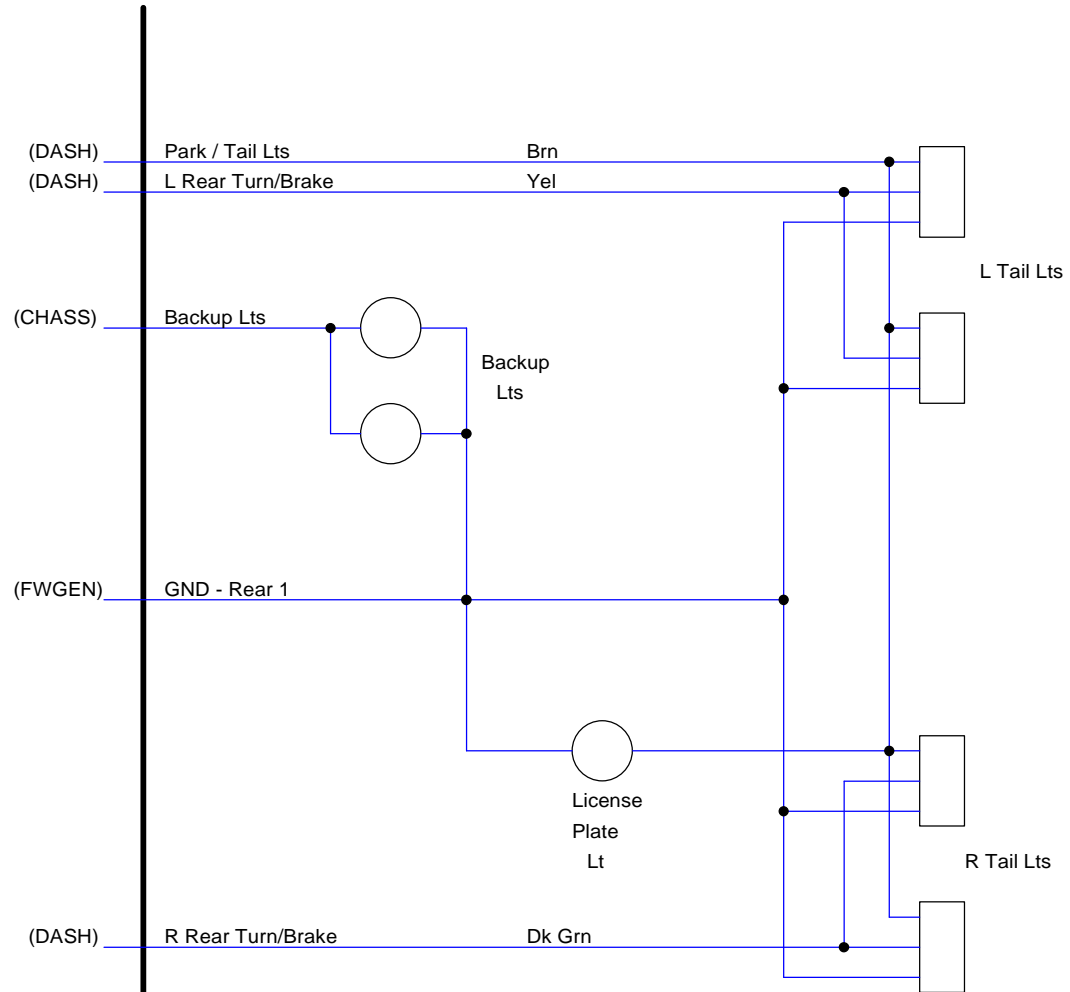 (DASH) Park / Tail Lts Brn
(DASH) L Rear Turn/Brake Yel
L Tail Lts
(CHASS) Backup Lts
Backup
Lts
(FWGEN) GND - Rear 1
License
Plate
Lt
R Tail Lts
(DASH) R Rear Turn/Brake Dk Grn